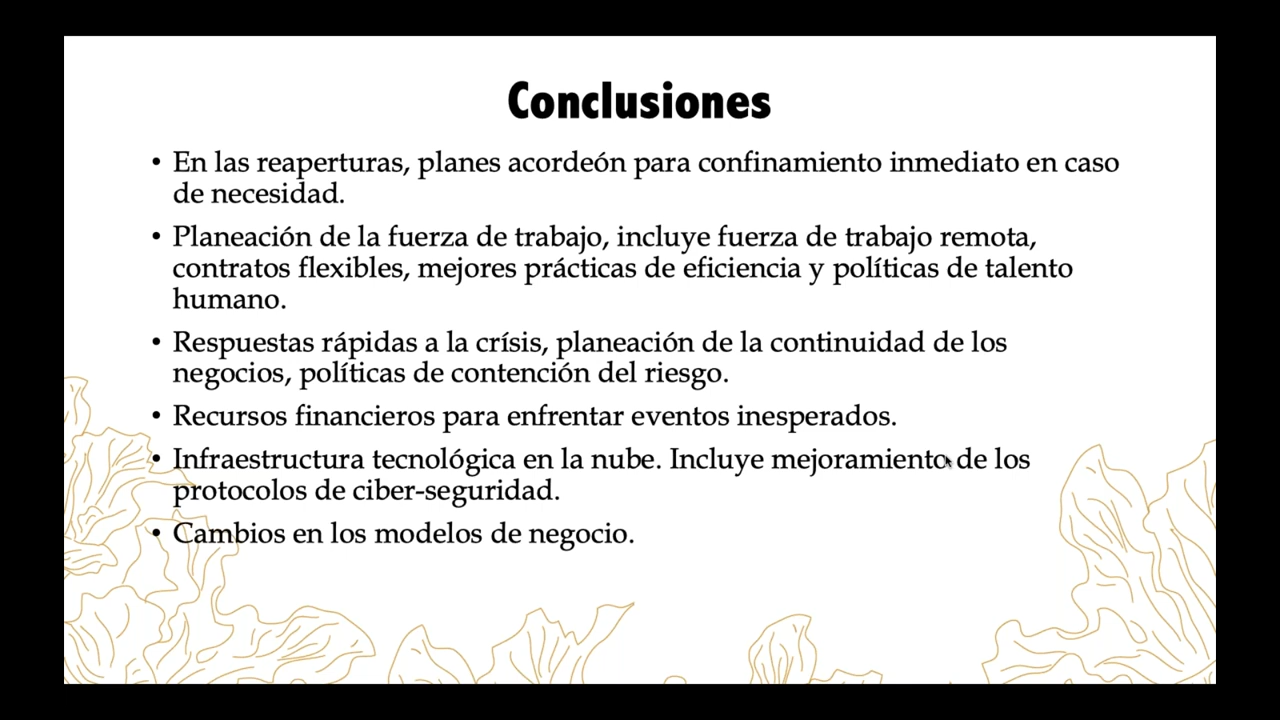 Conclusiones
• En las reaperturas, planes acordeón para confinamiento inmediato en caso
de necesidad.
• Planeación de la fuerza de trabajo, incluye fuerza de trabajo remota,
contratos flexibles, mejores prácticas de eficiencia y políticas de talento
humano.
• Respuestas rápidas a la crísis, planeación de la continuidad de los
negocios, políticas de contención del riesgo.
• Recursos financieros para enfrentar eventos inesperados.
• Infraestructura tecnológica en la nube. Incluye mejoramiento de los
protocolos de ciber-seguridad.
• Cambios en los modelos de negocio.